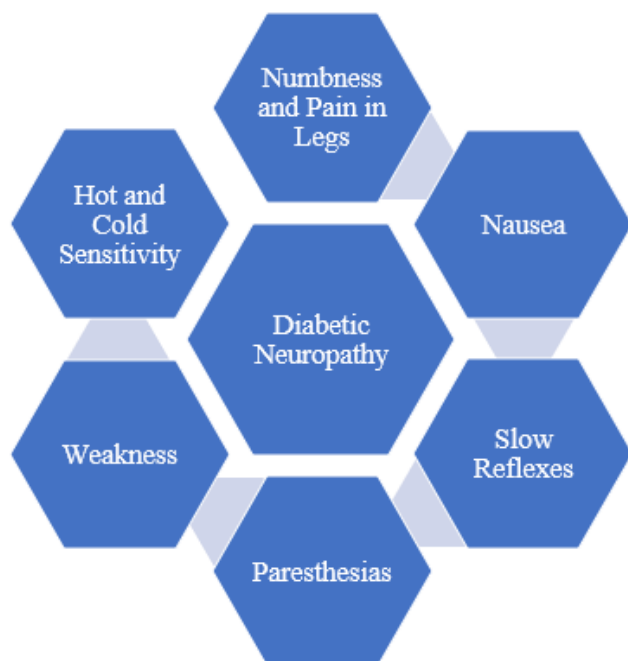 Numbness
and Pain in
Legs
Hot and
Cold
Sensitivity
Nausea
Diabetic
Neuropathy
Weakness
Slow
Reflexes
Paresthesias